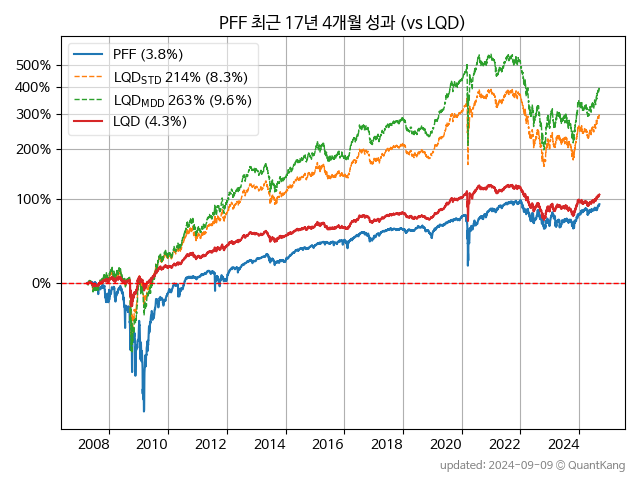 PFF 최근 17년 4개월 성과 (vs LQD)
PFF (3.8%)
LQD_STD 214% (8.3%)
LQD_MDD 263% (9.6%)
LQD (4.3%)
500%
400%
300%
200%
100%
0%
2008 2010 2012 2014 2016 2018 2020 2022 2024
updated: 2024-09-09 © QuantKang